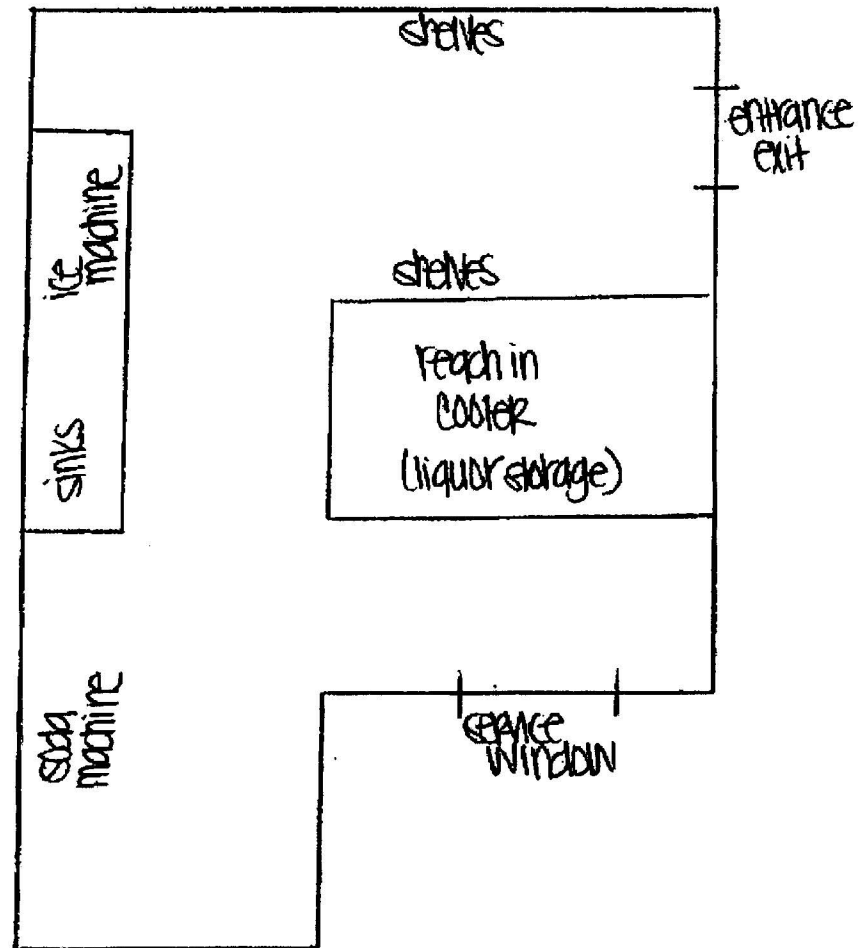 shelves
entrance
exit
ice
machine
shelves
reach in
cooler
(liquor storage)
sinks
soda
machine
service
window